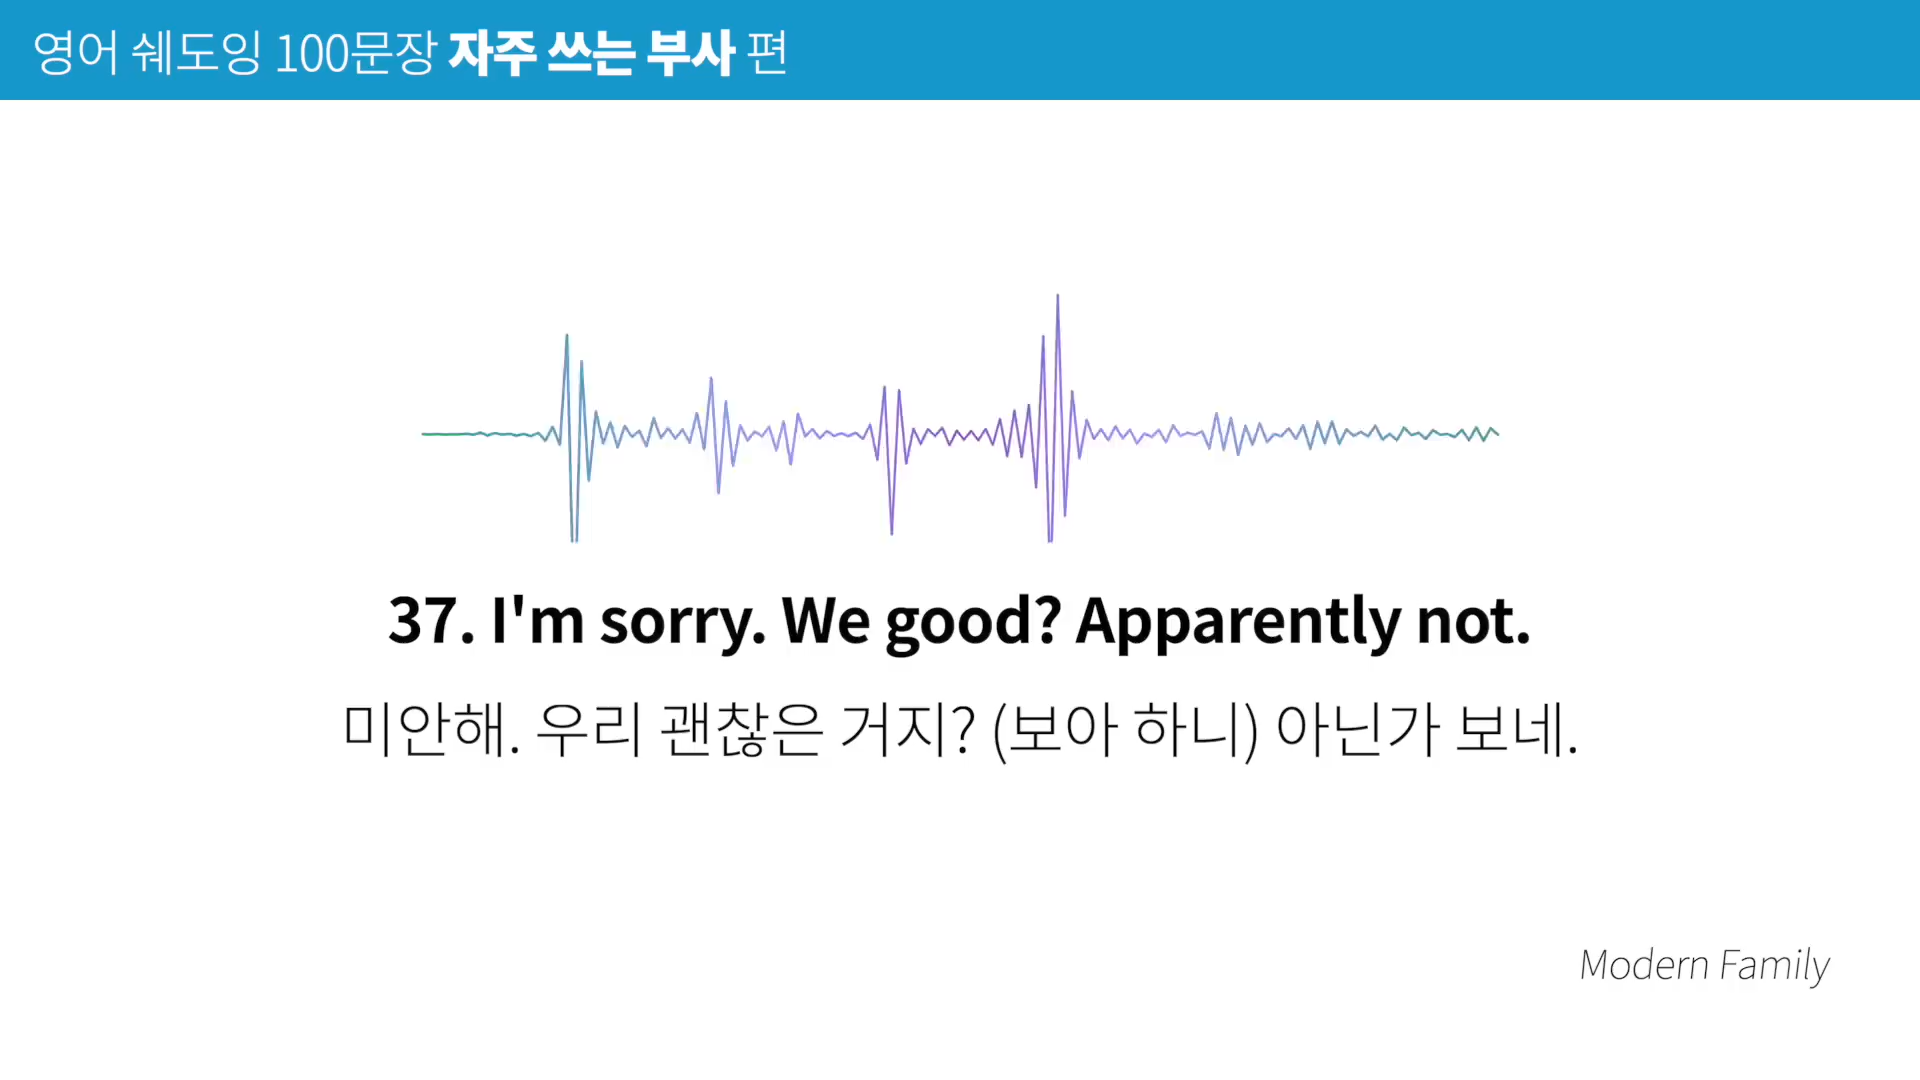 영어 쉐도잉 100문장 자주 쓰는 부사 편
37. I'm sorry. We good? Apparently not.
미안해. 우리 괜찮은 거지? (보아 하니) 아닌가 보네.
Modern Family